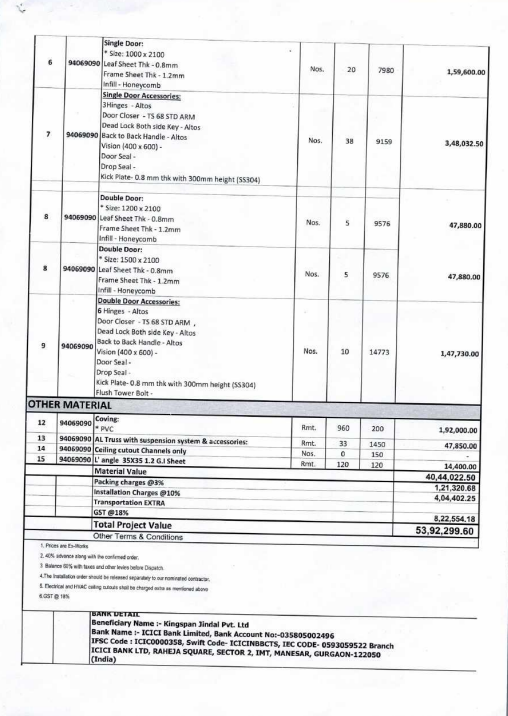 Single Door:
* Size: 1000 x 2100
6 94069090 Leaf Sheet Thk - 0.8mm Nos. 20 7980 1,59,600.00
Frame Sheet Thk - 1.2mm
Infill - Honeycomb
Single Door Accessories:
3Hinges - Altos
Door Closer - TS 68 STD ARM
Dead Lock Both side Key - Altos
7 94069090 Back to Back Handle - Altos Nos. 38 9159 3,48,032.50
Vision (400 x 600) -
Door Seal -
Drop Seal -
Kick Plate- 0.8 mm thk with 300mm height (SS304)
Double Door:
* Size: 1200 x 2100
8 94069090 Leaf Sheet Thk - 0.8mm Nos. 5 9576 47,880.00
Frame Sheet Thk - 1.2mm
Infill - Honeycomb
Double Door:
* Size: 1500 x 2100
8 94069090 Leaf Sheet Thk - 0.8mm Nos. 5 9576 47,880.00
Frame Sheet Thk - 1.2mm
Infill - Honeycomb
Double Door Accessories:
6 Hinges - Altos
Door Closer - TS 68 STD ARM ,
Dead Lock Both side Key - Altos
Back to Back Handle - Altos
9 94069090 Vision (400 x 600) - Nos. 10 14773 1,47,730.00
Door Seal -
Drop Seal -
Kick Plate- 0.8 mm thk with 300mm height (SS304)
Flush Tower Bolt -
OTHER MATERIAL
12 94069090 Coving: Rmt. 960 200 1,92,000.00
* PVC
13 94069090 AL Truss with suspension system & accessories: Rmt. 33 1450 47,850.00
14 94069090 Ceiling cutout Channels only Nos. 0 150 -
15 94069090 L' angle 35X35 1.2 G.I Sheet Rmt. 120 120 14,400.00
Material Value 40,44,022.50
Packing charges @3% 1,21,320.68
Installation Charges @10% 4,04,402.25
Transportation EXTRA
GST @18% 8,22,554.18
Total Project Value 53,92,299.60
Other Terms & Conditions
1. Prices are Ex-Works
2. 40% advance along with the confirmed order.
3 Balance 60% with taxes and other levies before Dispatch.
4.The Installation order should be released separately to our nominated contractor.
5. Electrical and HVAC ceiling cutouts shall be charged extra as mentioned above
6.GST @ 18%
BANK DETAIL
Beneficiary Name :- Kingspan Jindal Pvt. Ltd
Bank Name :- ICICI Bank Limited, Bank Account No:-035805002496
IFSC Code : ICIC0000358, Swift Code- ICICINBBCTS, IEC CODE- 0593059522 Branch
ICICI BANK LTD, RAHEJA SQUARE, SECTOR 2, IMT, MANESAR, GURGAON-122050
(India)